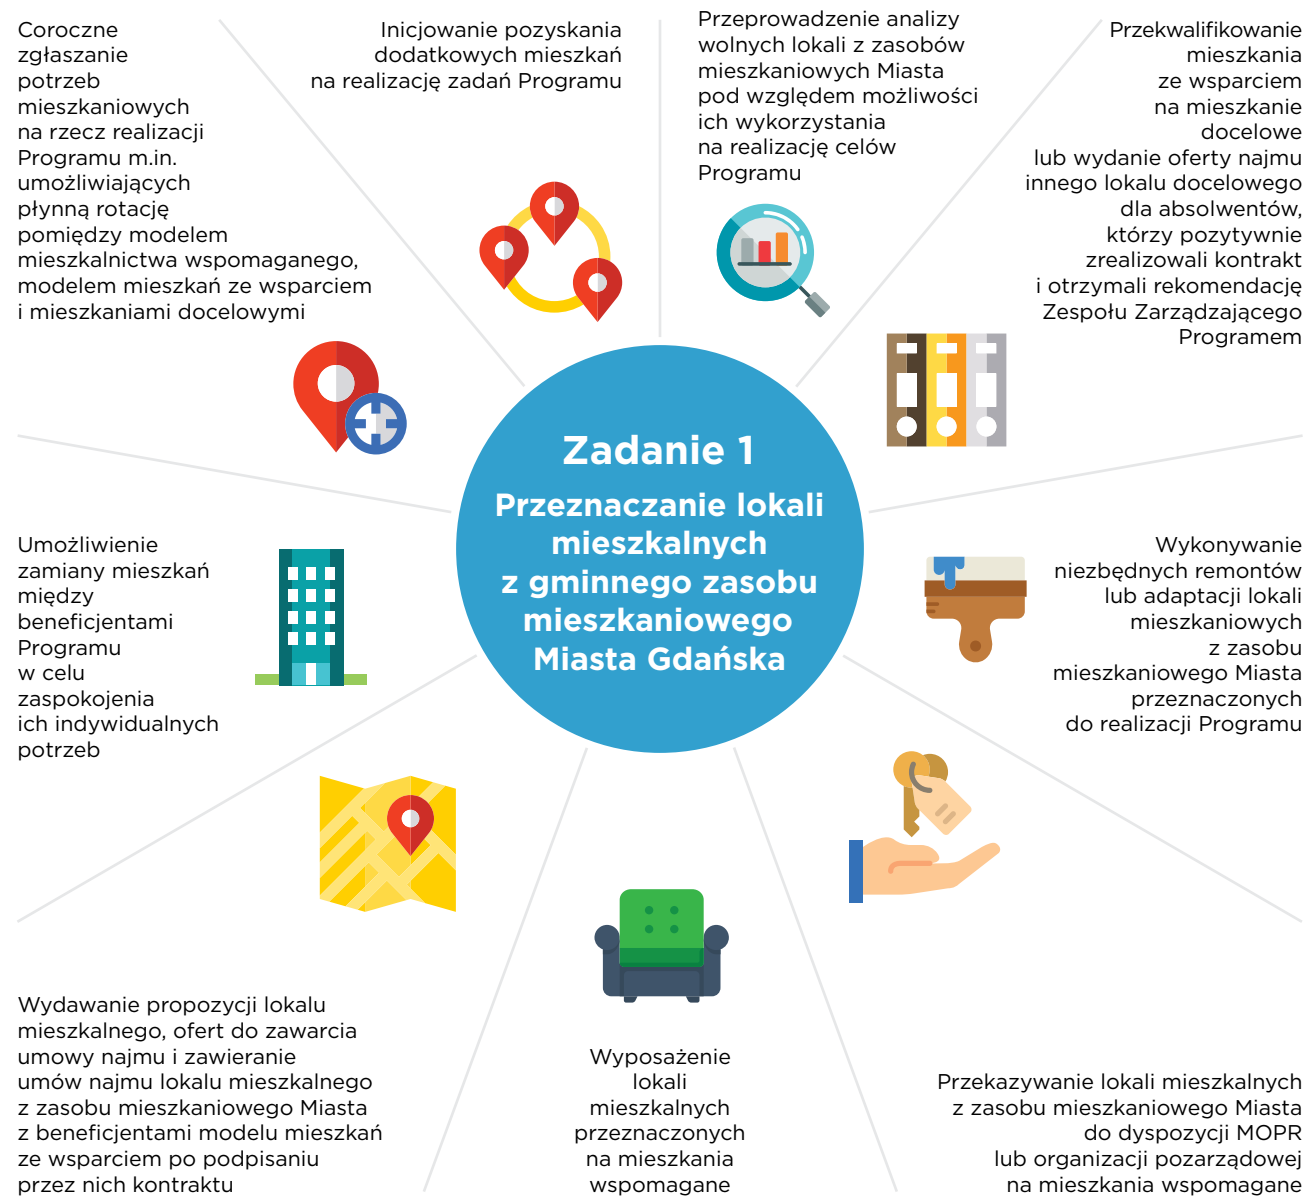 Coroczne
zgłaszanie
potrzeb
mieszkaniowych
na rzecz realizacji
Programu m.in.
umożliwiających
płynną rotację
pomiędzy modelem
mieszkalnictwa wspomaganego,
modelem mieszkań ze wsparciem
i mieszkaniami docelowymi
Inicjowanie pozyskania
dodatkowych mieszkań
na realizację zadań Programu
Przeprowadzenie analizy
wolnych lokali z zasobów
mieszkaniowych Miasta
pod względem możliwości
ich wykorzystania
na realizację celów
Programu
Przekwalifikowanie
mieszkania
ze wsparciem
na mieszkanie
docelowe
lub wydanie oferty najmu
innego lokalu docelowego
dla absolwentów,
którzy pozytywnie
zrealizowali kontrakt
i otrzymali rekomendację
Zespołu Zarządzającego
Programem
Zadanie 1
Przeznaczanie lokali
mieszkalnych
z gminnego zasobu
mieszkaniowego
Miasta Gdańska
Umożliwienie
zamiany mieszkań
między
beneficjentami
Programu
w celu
zaspokojenia
ich indywidualnych
potrzeb
Wykonywanie
niezbędnych remontów
lub adaptacji lokali
mieszkaniowych
z zasobu
mieszkaniowego Miasta
przeznaczonych
do realizacji Programu
Wydawanie propozycji lokalu
mieszkalnego, ofert do zawarcia
umowy najmu i zawieranie
umów najmu lokalu mieszkalnego
z zasobu mieszkaniowego Miasta
z beneficjentami modelu mieszkań
ze wsparciem po podpisaniu
przez nich kontraktu
Wyposażenie
lokali
mieszkalnych
przeznaczonych
na mieszkania
wspomagane
Przekazywanie lokali mieszkalnych
z zasobu mieszkaniowego Miasta
do dyspozycji MOPR
lub organizacji pozarządowej
na mieszkania wspomagane